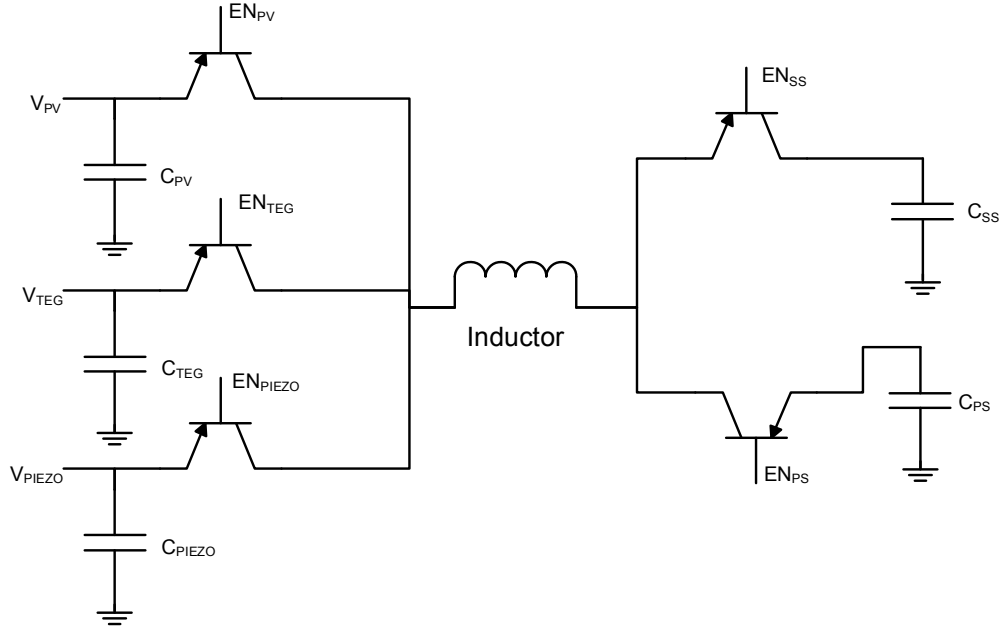 EN_PV
V_PV
C_PV
EN_TEG
V_TEG
C_TEG
EN_PIEZO
V_PIEZO
C_PIEZO
Inductor
EN_SS
C_SS
C_PS
EN_PS